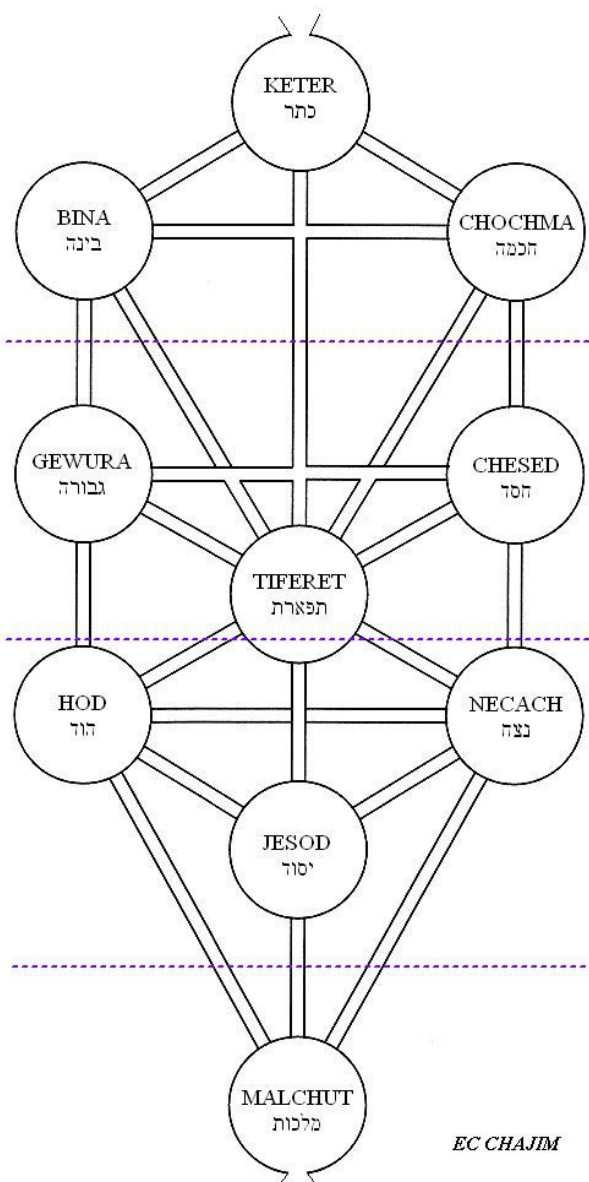 KETER
כתר
BINA
בינה
CHOCHMA
חכמה
GEWURA
גבורה
CHESED
חסד
TIFERET
תפארת
HOD
הוד
NECACH
נצח
JESOD
יסוד
MALCHUT
מלכות
EC CHAJIM